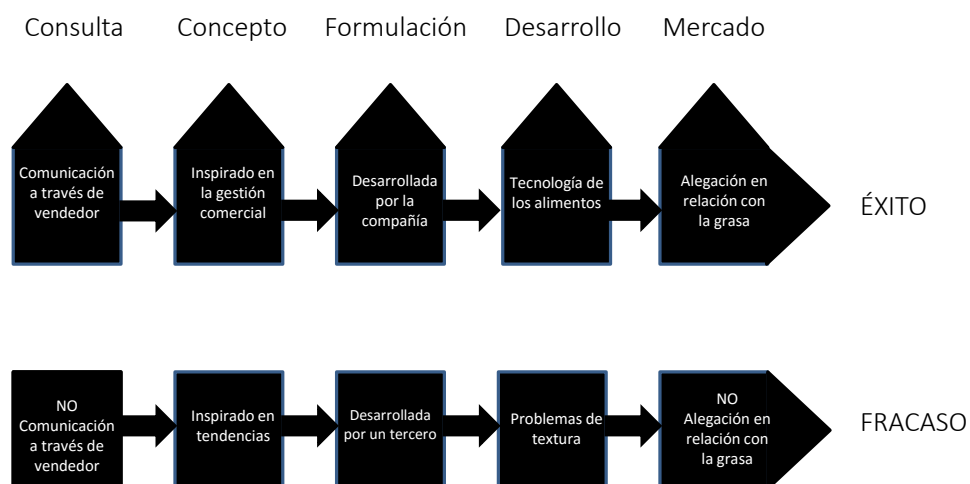 Consulta
Concepto
Formulación
Desarrollo
Mercado
Comunicación
a través de
vendedor
Inspirado en
la gestión
comercial
Desarrollada
por la
compañía
Tecnología de
los alimentos
Alegación en
relación con
la grasa
ÉXITO
NO
Comunicación
a través de
vendedor
Inspirado en
tendencias
Desarrollada
por un tercero
Problemas de
textura
NO
Alegación en
relación con
la grasa
FRACASO